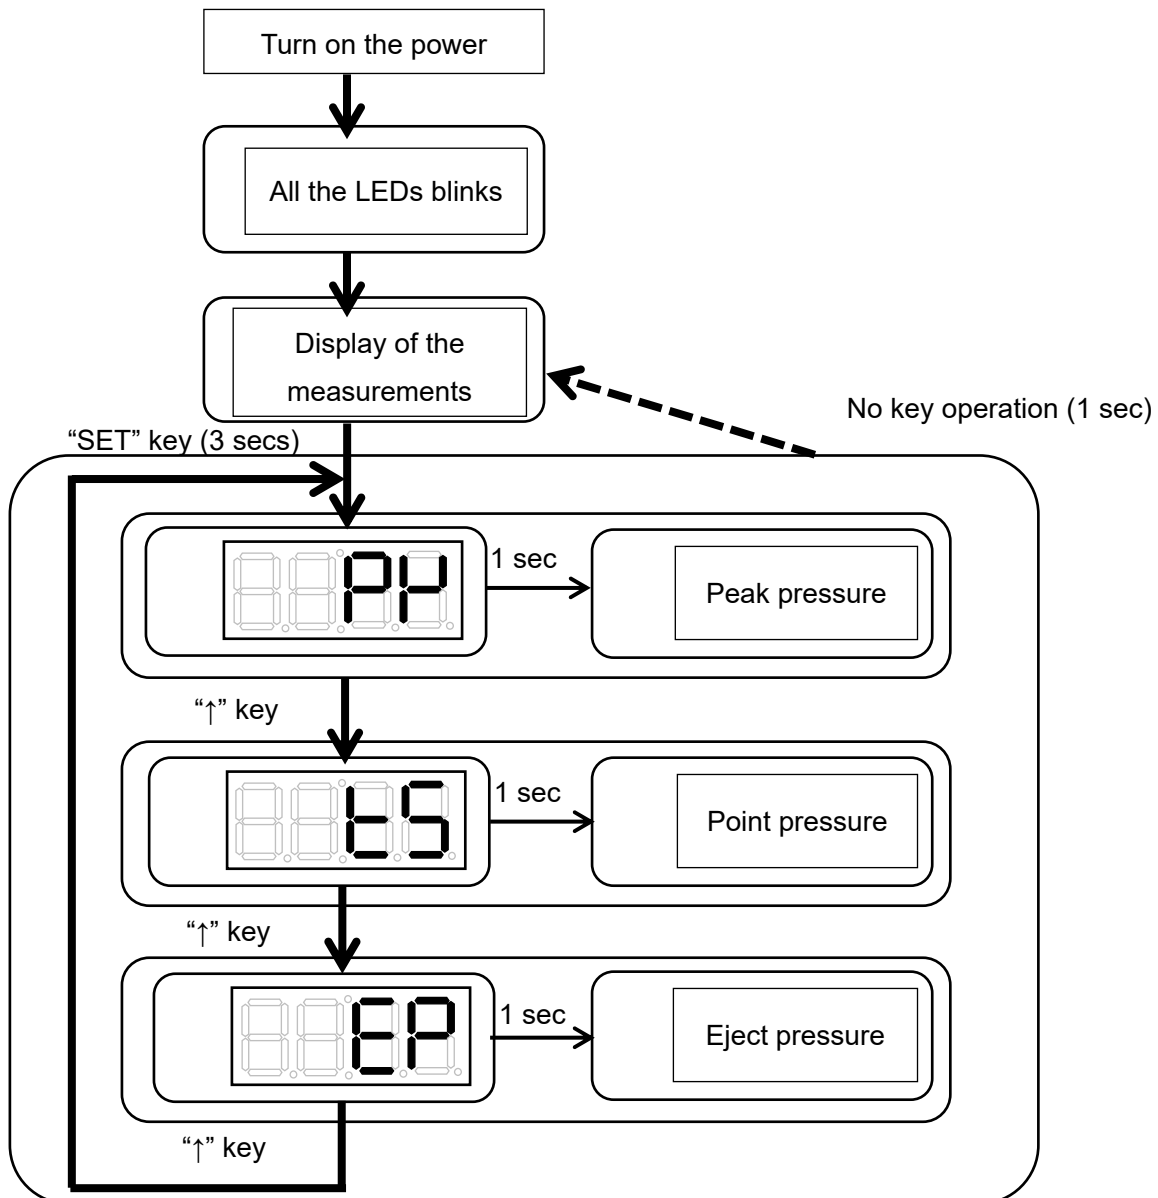 Turn on the power
All the LEDs blinks
Display of the
measurements
No key operation (1 sec)
“SET” key (3 secs)
PK
1 sec
Peak pressure
“↑” key
tS
1 sec
Point pressure
“↑” key
EP
1 sec
Eject pressure
“↑” key